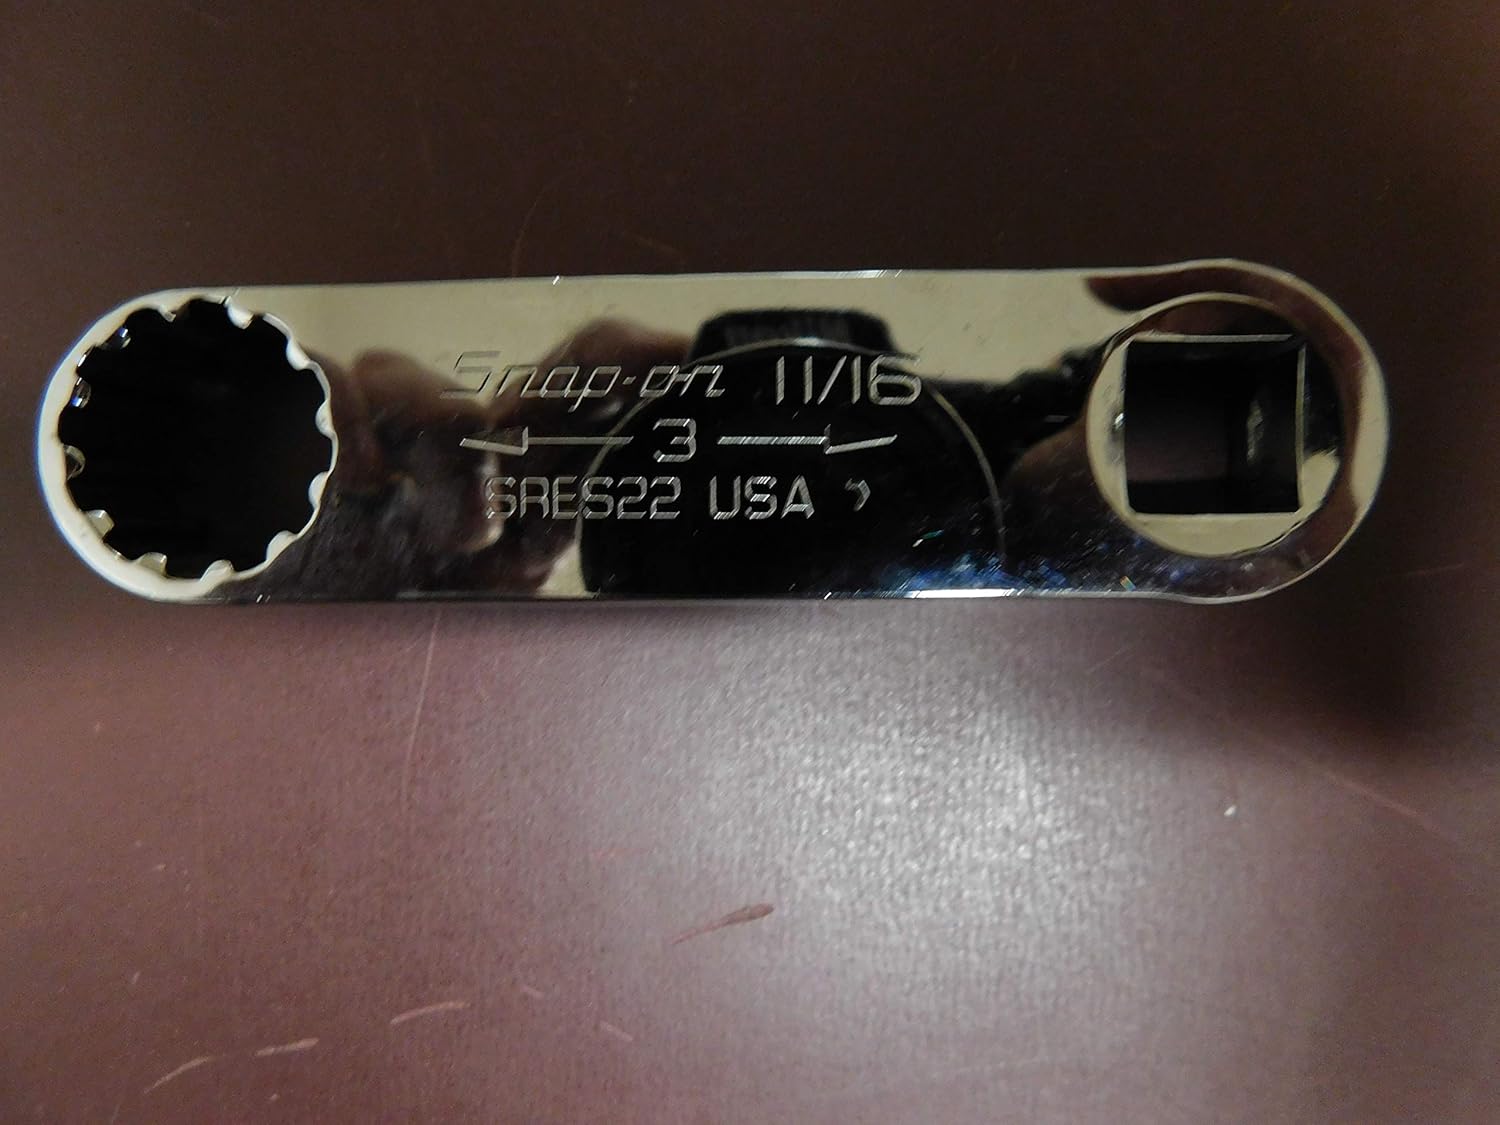 Snap-on 11/16
← 3 →
SRES22 USA